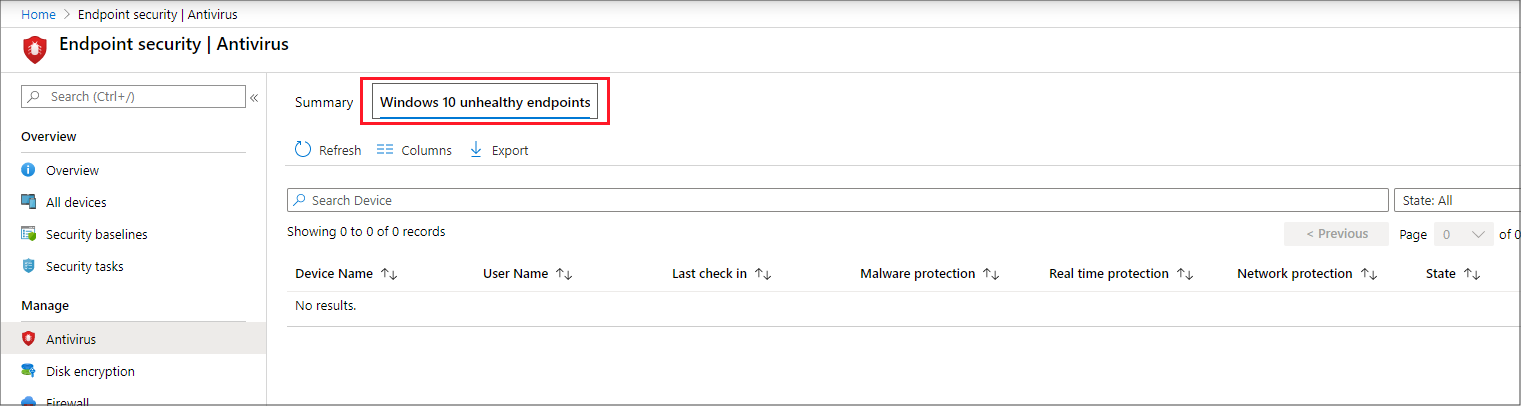 Home > Endpoint security | Antivirus
Endpoint security | Antivirus
Search (Ctrl+/)
«
Overview
Overview
All devices
Security baselines
Security tasks
Manage
Antivirus
Disk encryption
Firewall
Summary
Windows 10 unhealthy endpoints
Refresh
Columns
Export
Search Device
State: All
Showing 0 to 0 of 0 records
< Previous
Page
0
of 0
Device Name ↑↓ User Name ↑↓ Last check in ↑↓ Malware protection ↑↓ Real time protection ↑↓ Network protection ↑↓ State ↑↓
No results.